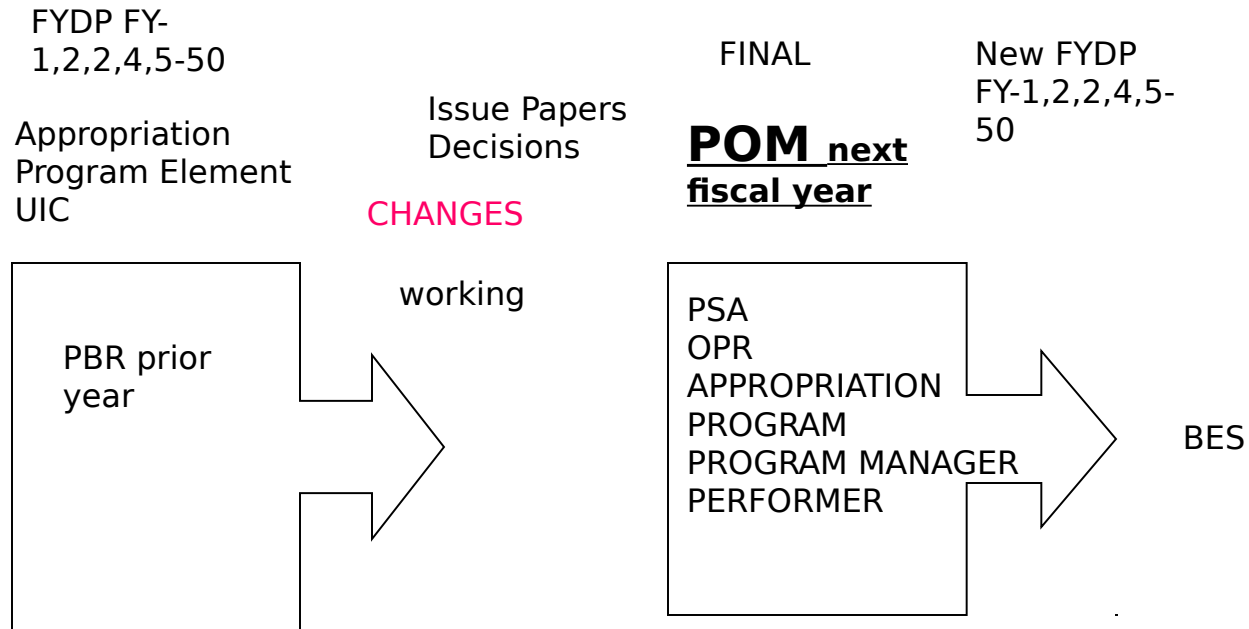 FYDP FY-
1,2,2,4,5-50
Appropriation
Program Element
UIC
Issue Papers
Decisions
CHANGES
working
PBR prior
year
FINAL
POM next
fiscal year
New FYDP
FY-1,2,2,4,5-
50
PSA
OPR
APPROPRIATION
PROGRAM
PROGRAM MANAGER
PERFORMER
BES